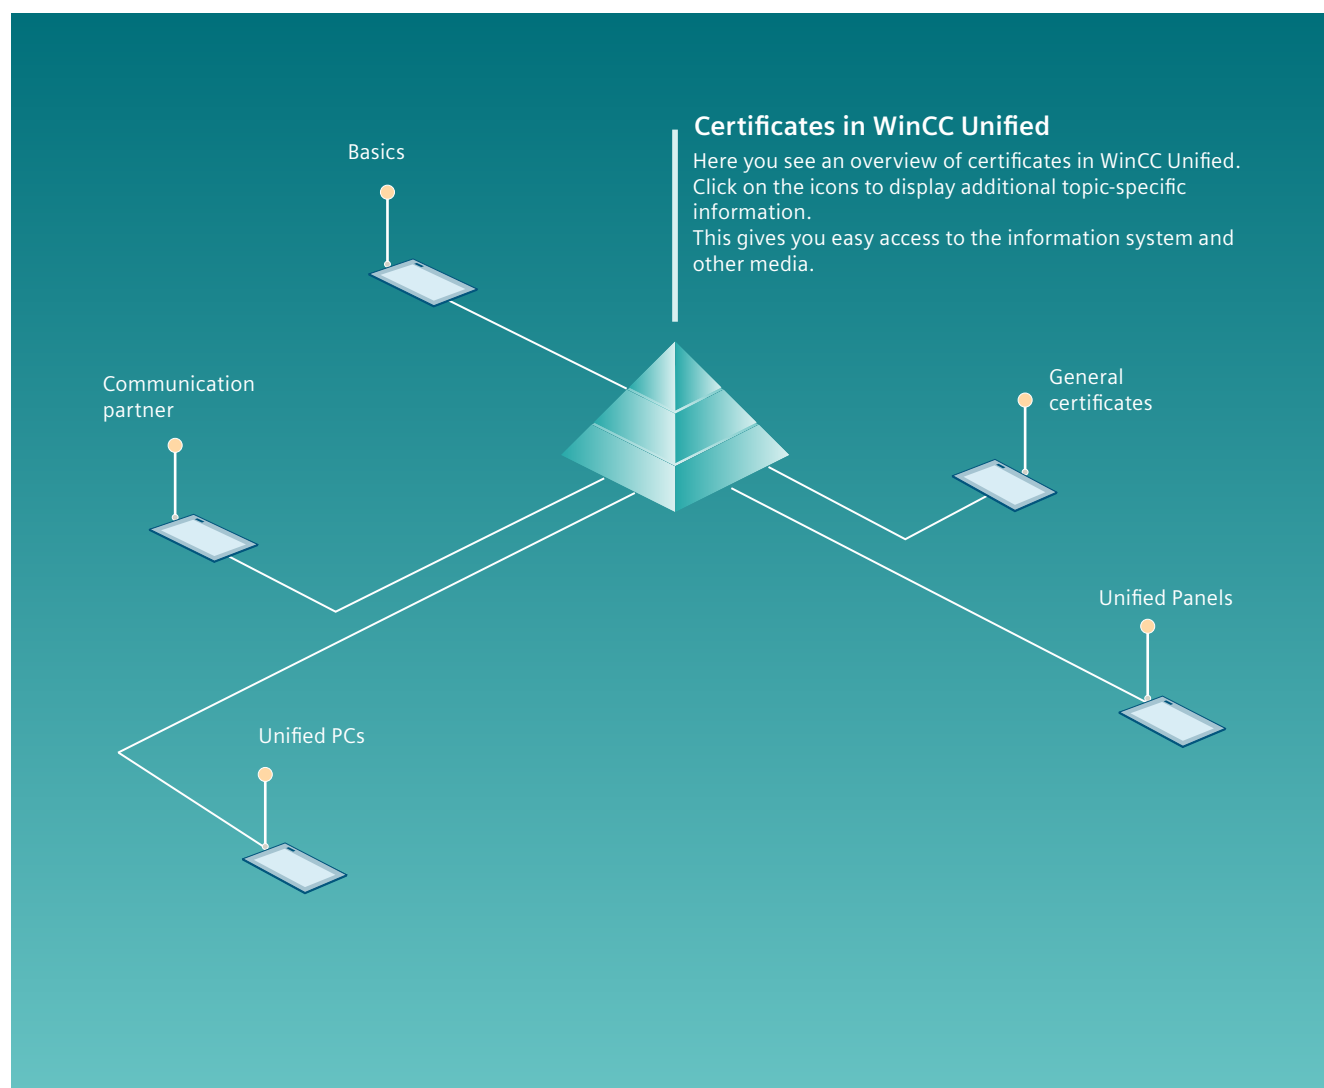 Certificates in WinCC Unified
Here you see an overview of certificates in WinCC Unified.
Click on the icons to display additional topic-specific
information.
This gives you easy access to the information system and
other media.
Basics
Communication
partner
General
certificates
Unified Panels
Unified PCs